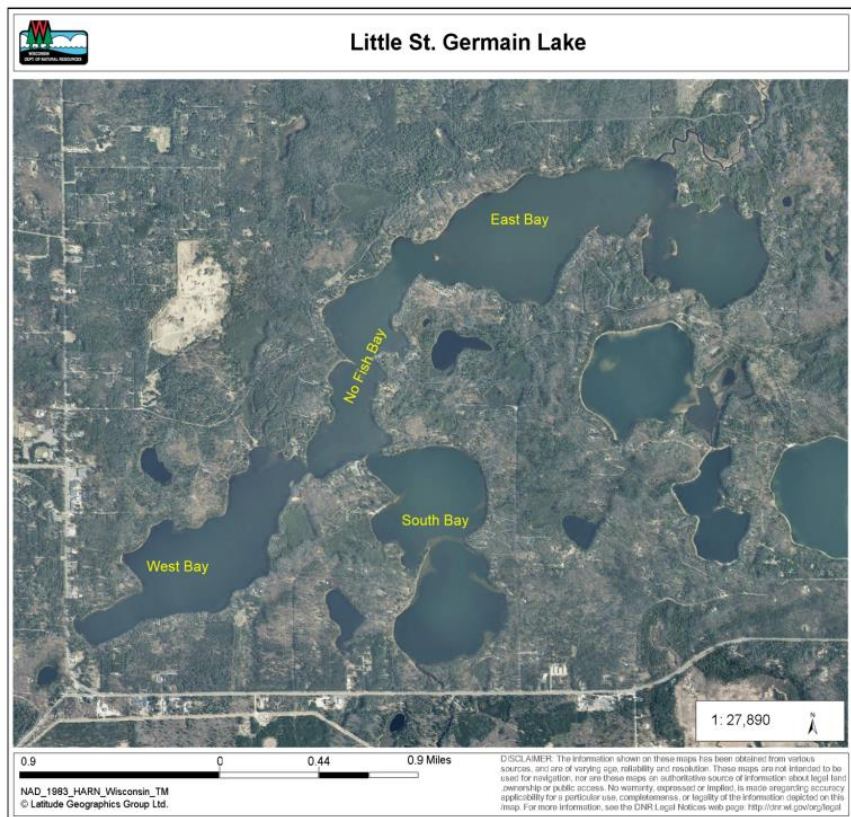 Little St. Germain Lake
WISCONSIN
DEPT. OF NATURAL RESOURCES
East Bay
No Fish Bay
South Bay
West Bay
1: 27,890
N
0.9 0 0.44 0.9 Miles
NAD_1983_HARN_Wisconsin_TM
© Latitude Geographics Group Ltd.
DISCLAIMER: The information shown on these maps has been obtained from various
sources, and are of varying age, reliability and resolution. These maps are not intended to be
used for navigation, nor are these maps an authoritative source of information about legal land
ownership or public access. No warranty, expressed or implied, is made aregarding accuracy
applicability for a particular use, completemenss, or legality of the information depicted on this
map. For more information, see the DNR Legal Notices web page: http://dnr.wi.gov/org/legal